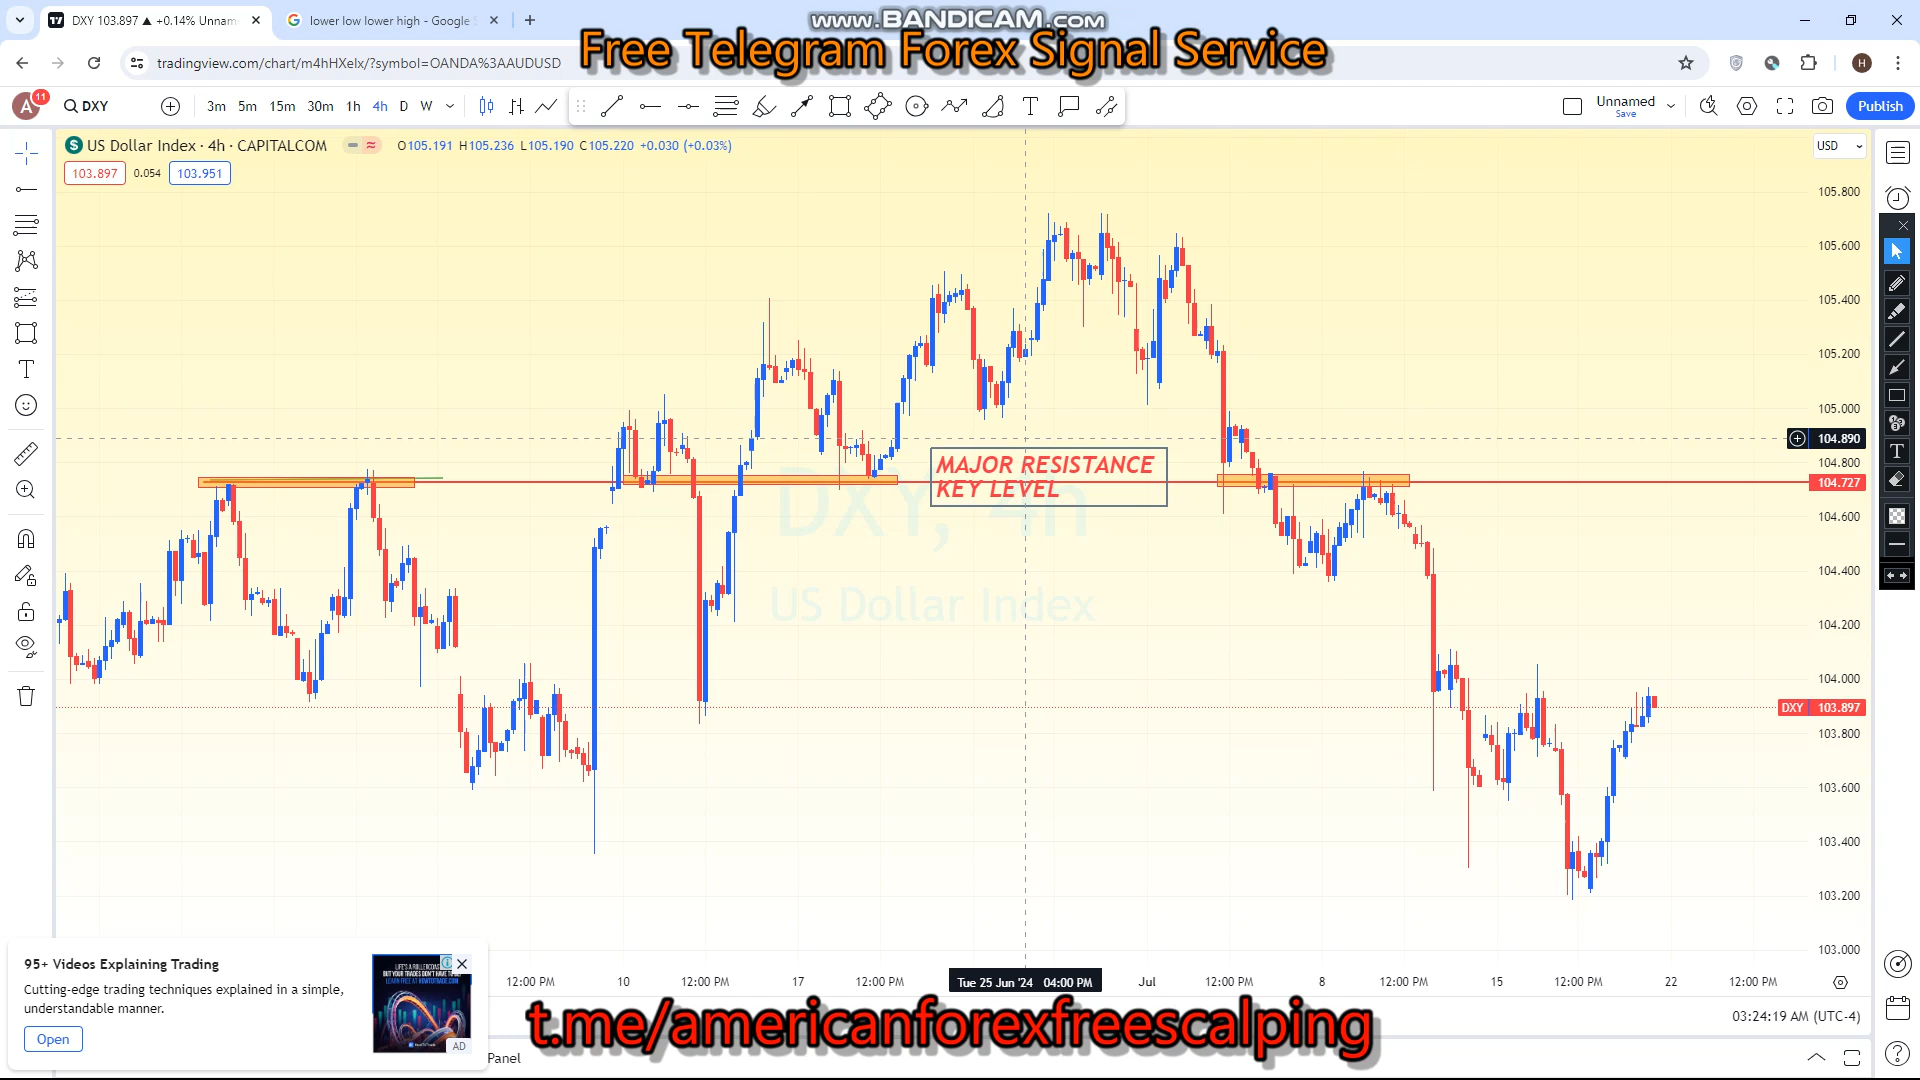 DXY 103.897 ▲ +0.14% Unnam
lower low lower high - Google S
www.BANDICAM.com
tradingview.com/chart/m4hHXelx/?symbol=OANDA%3AAUDUSD
Free Telegram Forex Signal Service
H
A 11
DXY
3m 5m 15m 30m 1h 4h D W
T
Unnamed
Save
Publish
US Dollar Index · 4h · CAPITALCOM
O105.191 H105.236 L105.190 C105.220 +0.030 (+0.03%)
103.897 0.054 103.951
USD
105.800
105.600
105.400
105.200
105.000
104.890
104.800
104.727
104.600
104.400
104.200
104.000
DXY 103.897
103.800
103.600
103.400
103.200
103.000
MAJOR RESISTANCE
KEY LEVEL
DXY, 4h
US Dollar Index
95+ Videos Explaining Trading
Cutting-edge trading techniques explained in a simple,
understandable manner.
Open
LIFE'S A ROLLERCOASTER
AD
12:00 PM 10 12:00 PM 17 12:00 PM Tue 25 Jun '24 04:00 PM Jul 12:00 PM 8 12:00 PM 15 12:00 PM 22 12:00 PM
03:24:19 AM (UTC-4)
t.me/americanforexfreescalping
Panel